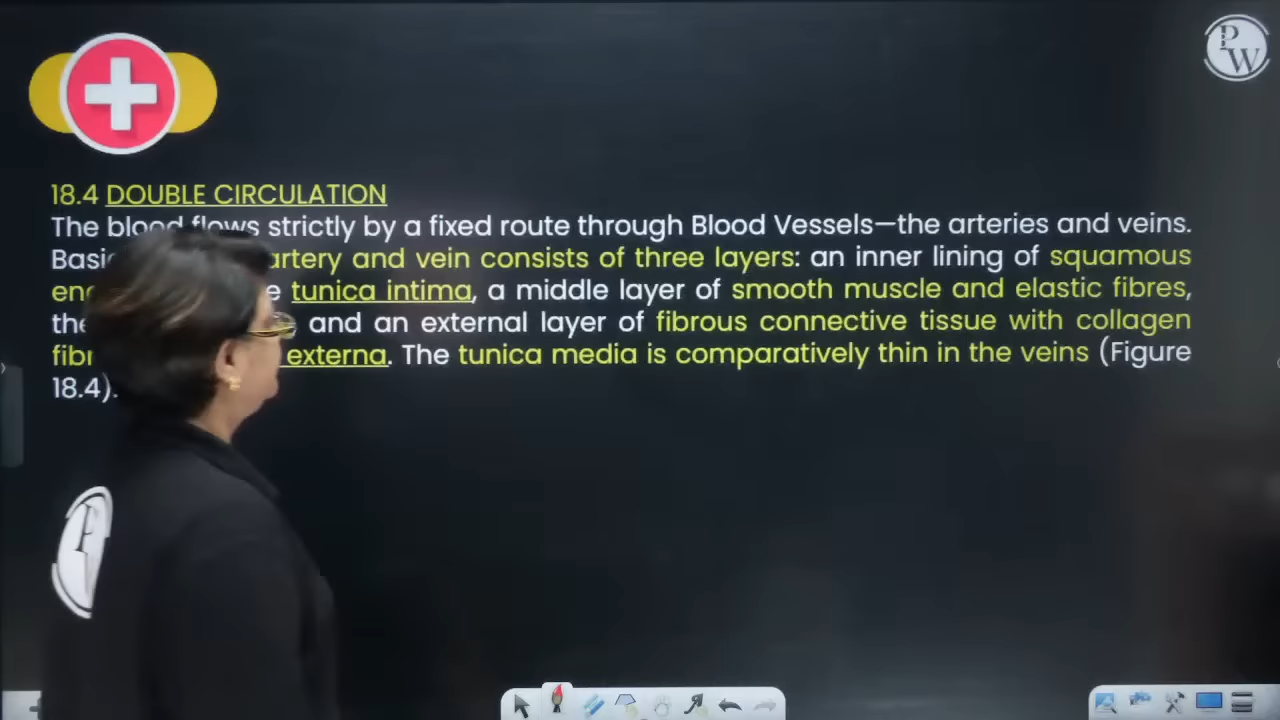 P
W
18.4 DOUBLE CIRCULATION
The blood flows strictly by a fixed route through Blood Vessels—the arteries and veins.
artery and vein consists of three layers: an inner lining of squamous
tunica intima, a middle layer of smooth muscle and elastic fibres,
and an external layer of fibrous connective tissue with collagen
externa. The tunica media is comparatively thin in the veins (Figure
18.4).